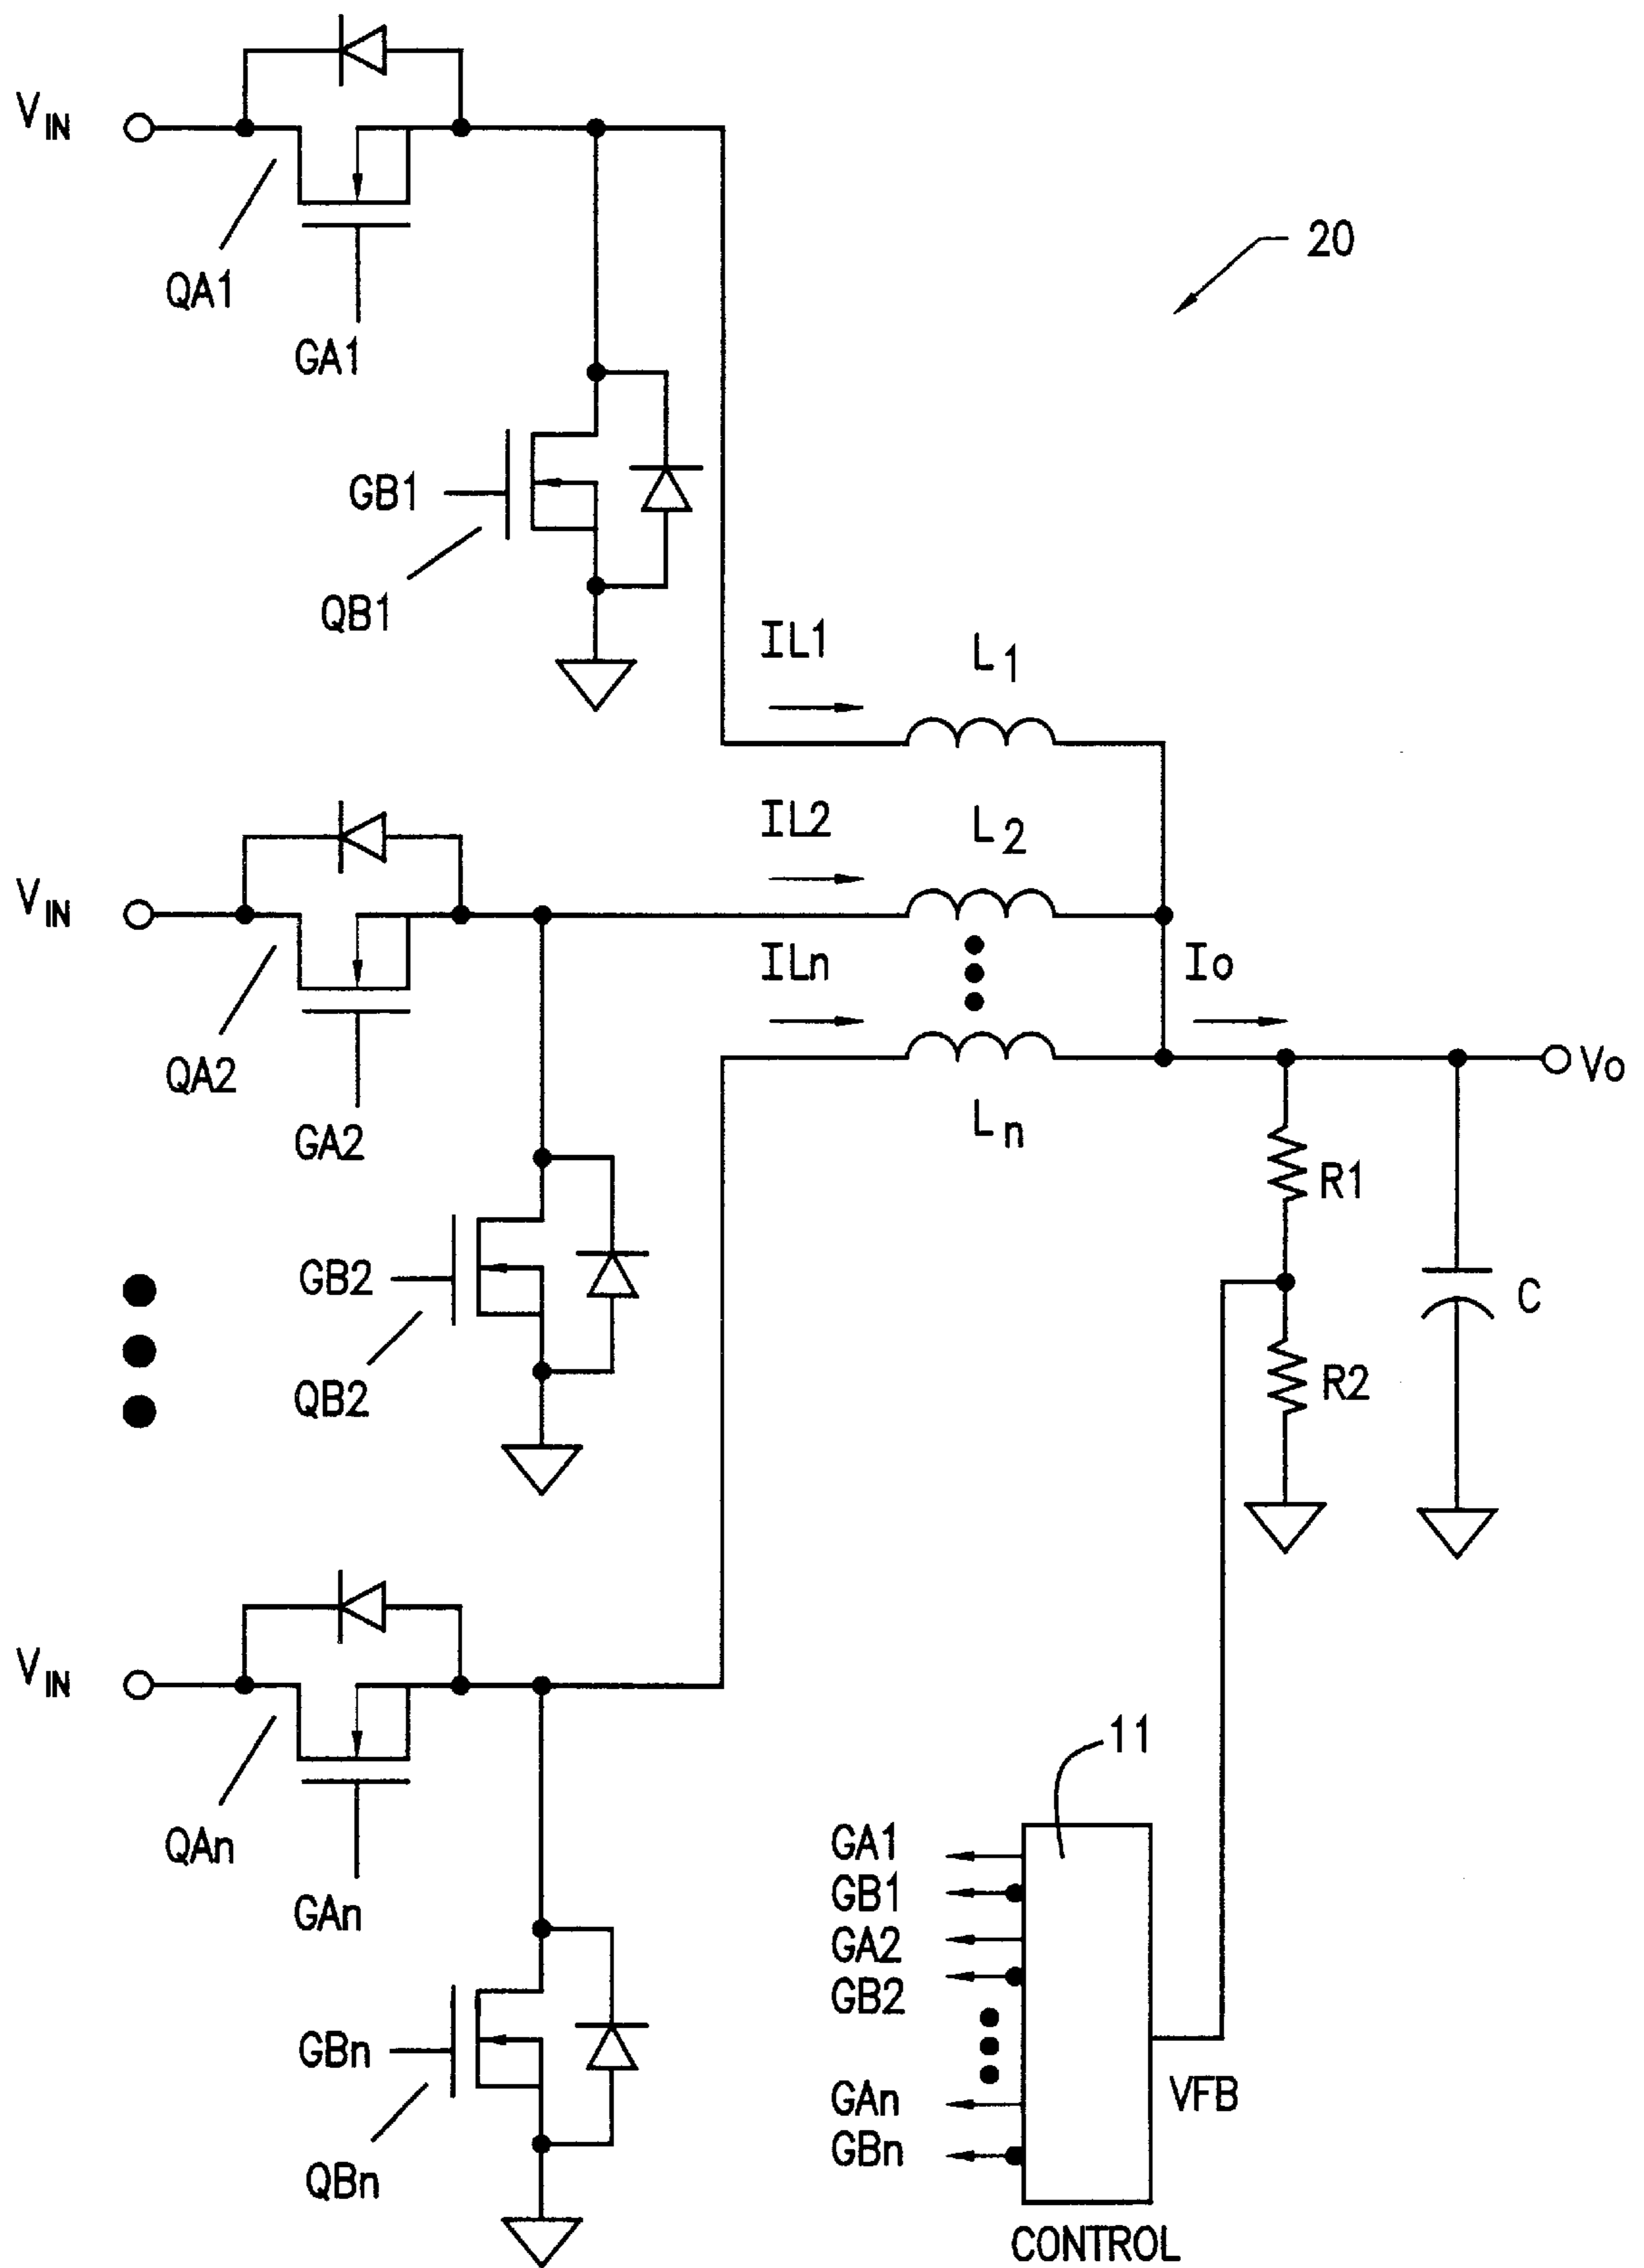 VIN
QA1
GA1
20
GB1
QB1
IL1
L1
IL2
L2
VIN
ILn
Io
QA2
Vo
GA2
Ln
R1
GB2
C
QB2
R2
VIN
11
QAn
GA1
GAn
GB1
GA2
GB2
GBn
GAn
VFB
GBn
QBn
CONTROL